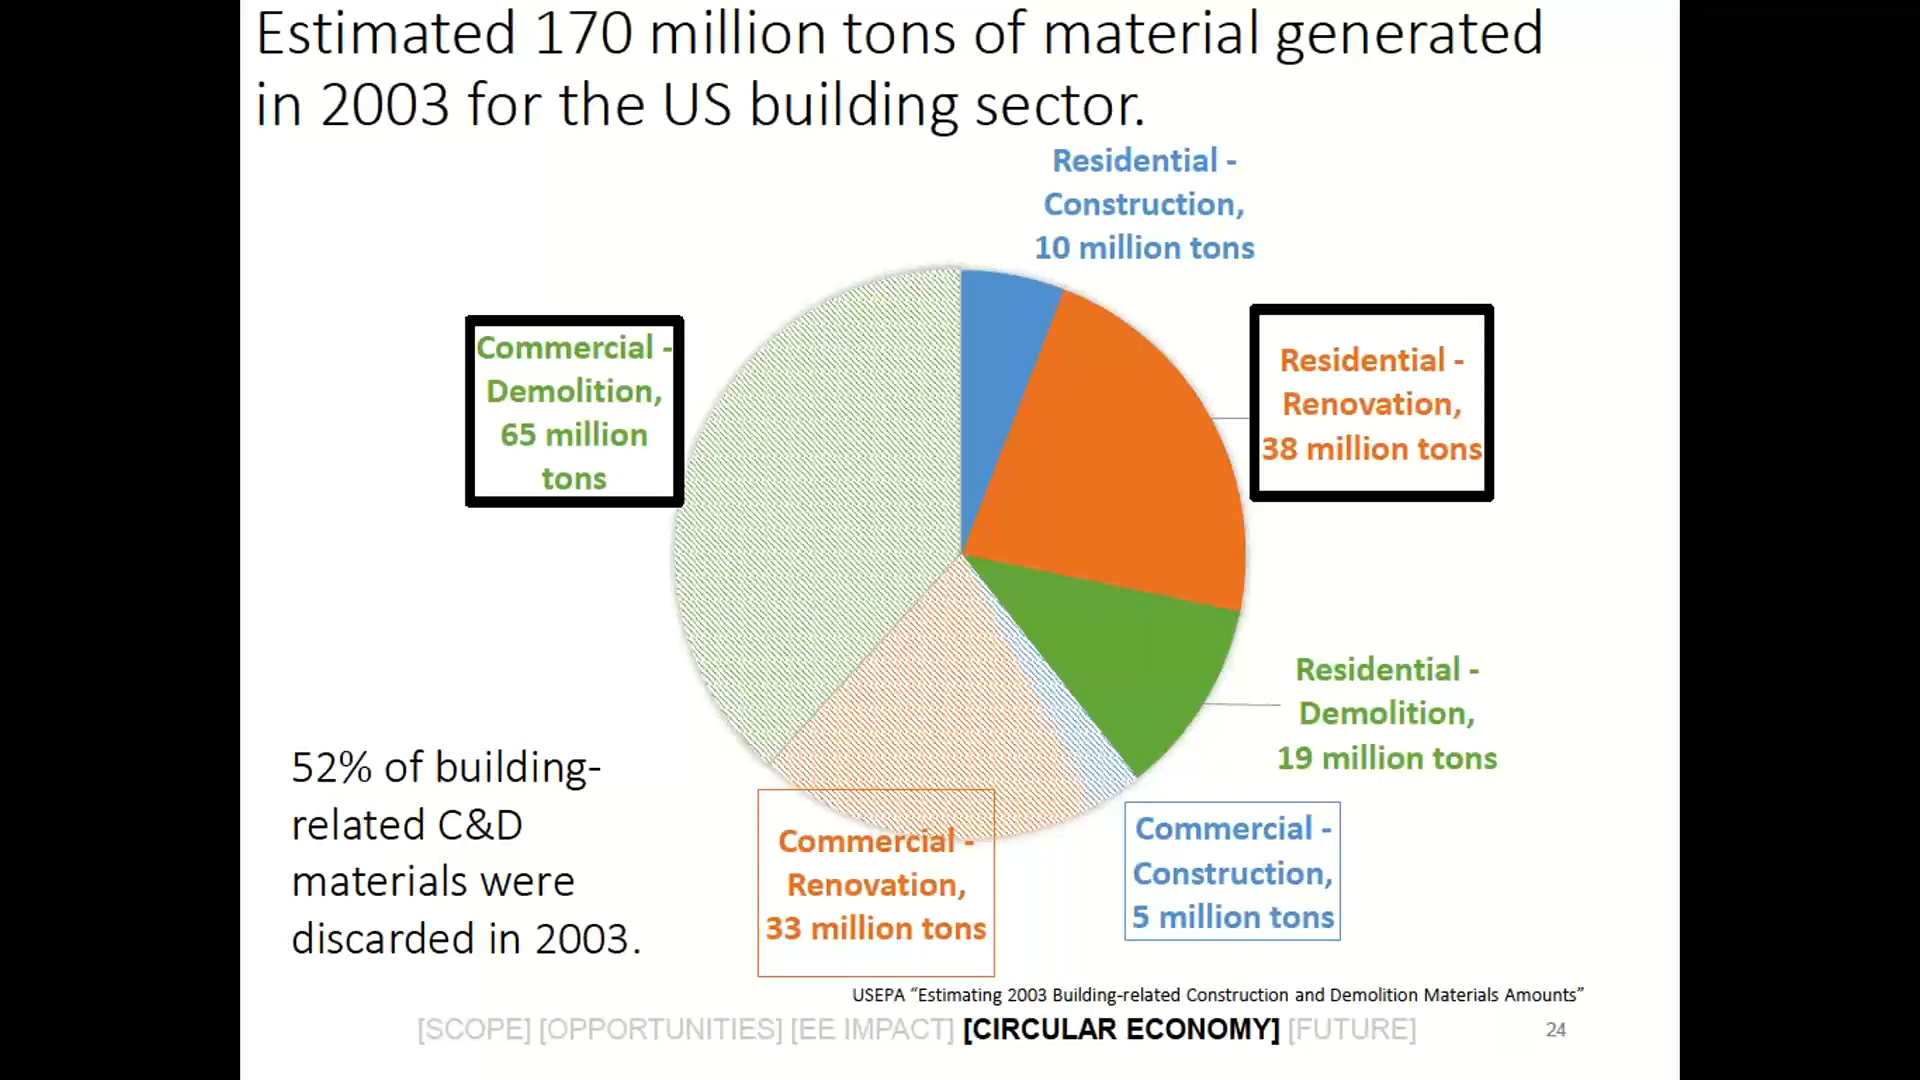 Estimated 170 million tons of material generated
in 2003 for the US building sector.
Residential -
Construction,
10 million tons
Commercial -
Demolition,
65 million
tons
Residential -
Renovation,
38 million tons
Residential -
Demolition,
19 million tons
52% of building-
related C&D
materials were
discarded in 2003.
Commercial -
Renovation,
33 million tons
Commercial -
Construction,
5 million tons
USEPA “Estimating 2003 Building-related Construction and Demolition Materials Amounts”
[SCOPE] [OPPORTUNITIES] [EE IMPACT] [CIRCULAR ECONOMY] [FUTURE]
24